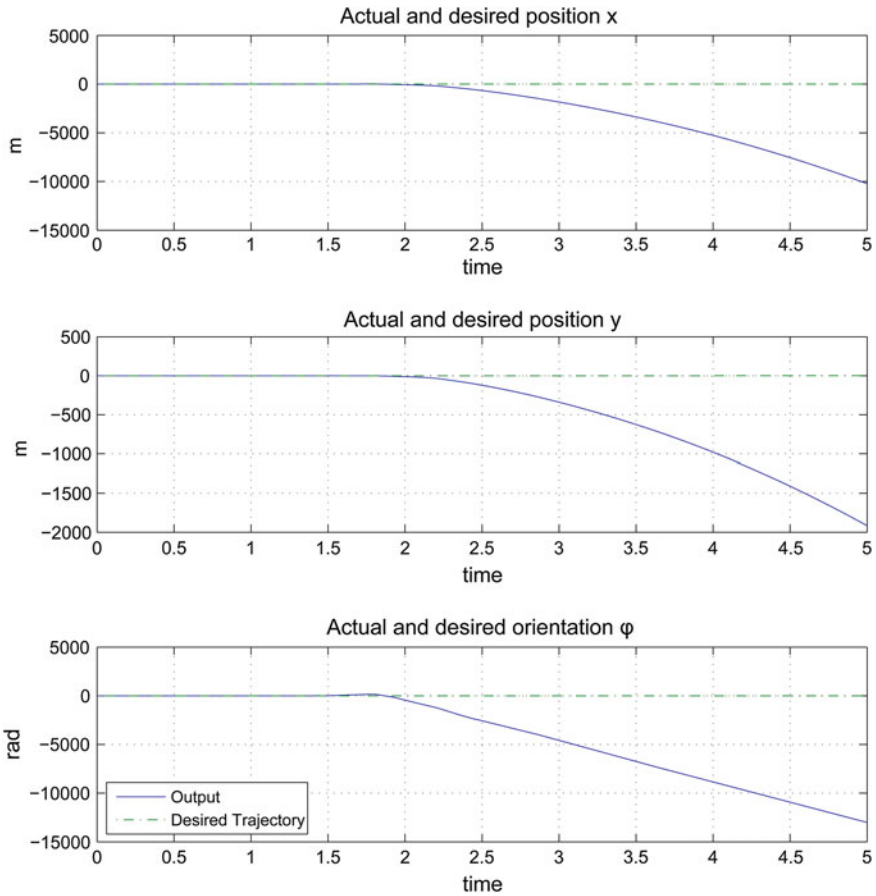 Actual and desired position x
5000
0
−5000
−10000
−15000
m
0 0.5 1 1.5 2 2.5 3 3.5 4 4.5 5
time
Actual and desired position y
500
0
−500
−1000
−1500
−2000
m
0 0.5 1 1.5 2 2.5 3 3.5 4 4.5 5
time
Actual and desired orientation φ
5000
0
−5000
−10000
−15000
rad
Output
Desired Trajectory
0 0.5 1 1.5 2 2.5 3 3.5 4 4.5 5
time